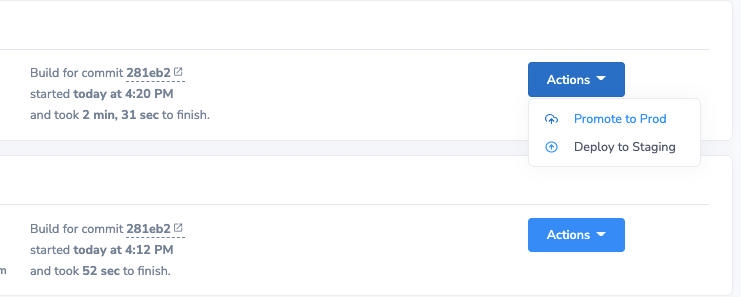 Build for commit 281eb2
Actions
started today at 4:20 PM
and took 2 min, 31 sec to finish.
Promote to Prod
Deploy to Staging
Build for commit 281eb2
Actions
started today at 4:12 PM
m
and took 52 sec to finish.